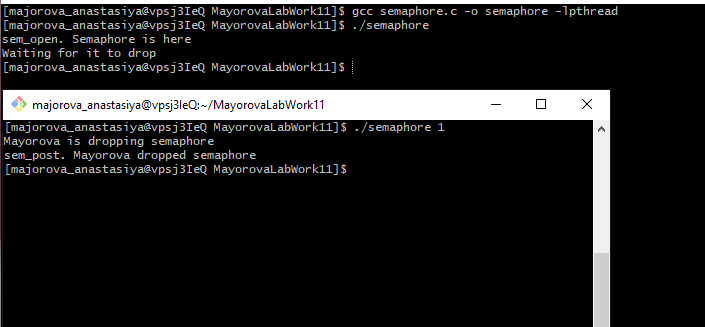 [majorova_anastasiya@vpsj3IeQ MayorovaLabWork11]$ gcc semaphore.c -o semaphore -lpthread
[majorova_anastasiya@vpsj3IeQ MayorovaLabWork11]$ ./semaphore
sem_open. Semaphore is here
Waiting for it to drop
[majorova_anastasiya@vpsj3IeQ MayorovaLabWork11]$
majorova_anastasiya@vpsj3IeQ:~/MayorovaLabWork11
[majorova_anastasiya@vpsj3IeQ MayorovaLabWork11]$ ./semaphore 1
Mayorova is dropping semaphore
sem_post. Mayorova dropped semaphore
[majorova_anastasiya@vpsj3IeQ MayorovaLabWork11]$